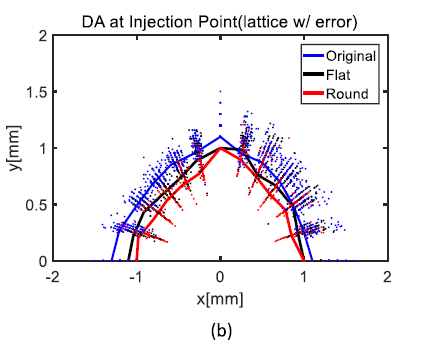 DA at Injection Point(lattice w/ error)
2
1.5
1
0.5
0
y[mm]
Original
Flat
Round
-2 -1 0 1 2
x[mm]
(b)